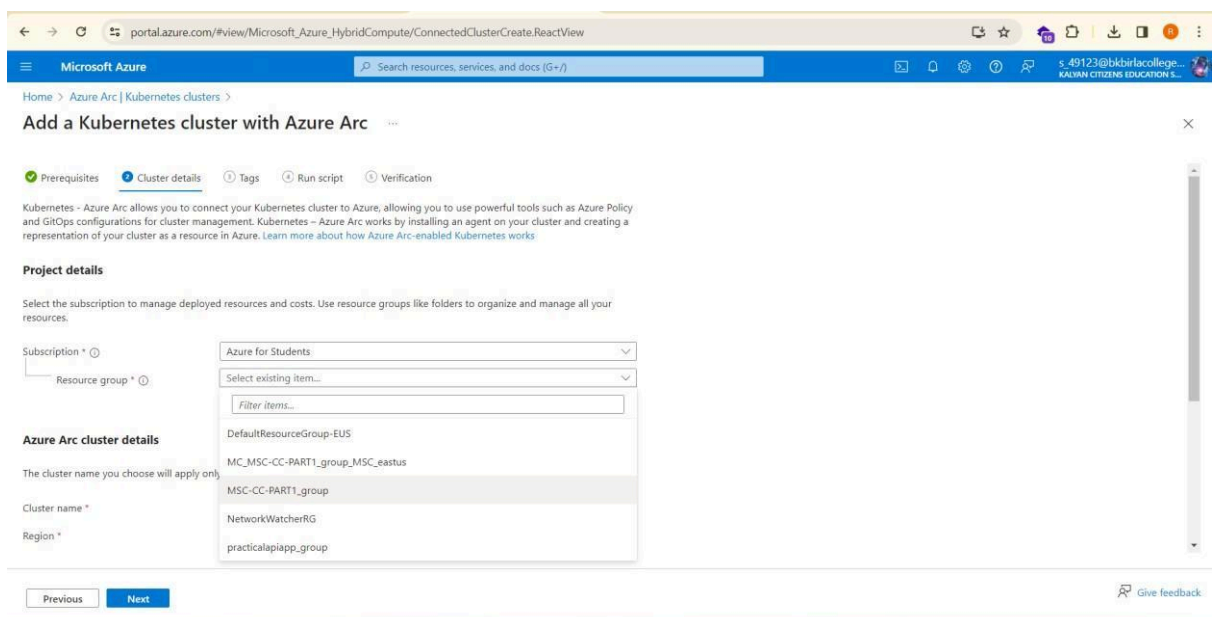 portal.azure.com/#view/Microsoft_Azure_HybridCompute/ConnectedClusterCreate.ReactView
10
R
Microsoft Azure
Search resources, services, and docs (G+/)
s_49123@bkbirlacollege...
KALYAN CITIZENS EDUCATION S...
Home > Azure Arc | Kubernetes clusters >
Add a Kubernetes cluster with Azure Arc ...
Prerequisites
2 Cluster details
3 Tags
4 Run script
5 Verification
Kubernetes - Azure Arc allows you to connect your Kubernetes cluster to Azure, allowing you to use powerful tools such as Azure Policy
and GitOps configurations for cluster management. Kubernetes – Azure Arc works by installing an agent on your cluster and creating a
representation of your cluster as a resource in Azure. Learn more about how Azure Arc-enabled Kubernetes works
Project details
Select the subscription to manage deployed resources and costs. Use resource groups like folders to organize and manage all your
resources.
Subscription *
Azure for Students
Resource group *
Select existing item...
Filter items...
DefaultResourceGroup-EUS
Azure Arc cluster details
MC_MSC-CC-PART1_group_MSC_eastus
The cluster name you choose will apply only
MSC-CC-PART1_group
Cluster name *
NetworkWatcherRG
Region *
practicalapiapp_group
Previous
Next
Give feedback